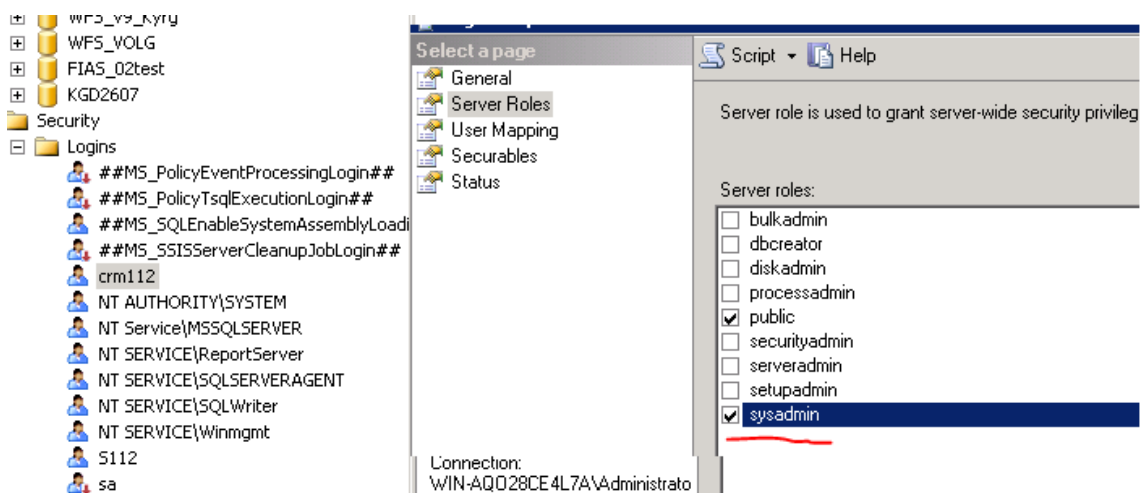 WFS_v9_Kyrg
WFS_VOLG
FIAS_02test
KGD2607
Security
Logins
##MS_PolicyEventProcessingLogin##
##MS_PolicyTsqlExecutionLogin##
##MS_SQLEnableSystemAssemblyLoadi
##MS_SSISServerCleanupJobLogin##
crm112
NT AUTHORITY\SYSTEM
NT Service\MSSQLSERVER
NT SERVICE\ReportServer
NT SERVICE\SQLSERVERAGENT
NT SERVICE\SQLWriter
NT SERVICE\Winmgmt
S112
sa
Select a page
General
Server Roles
User Mapping
Securables
Status
Connection:
WIN-AQO28CE4L7A\Administrato
Script Help
Server role is used to grant server-wide security privileg
Server roles:
bulkadmin
dbcreator
diskadmin
processadmin
public
securityadmin
serveradmin
setupadmin
sysadmin